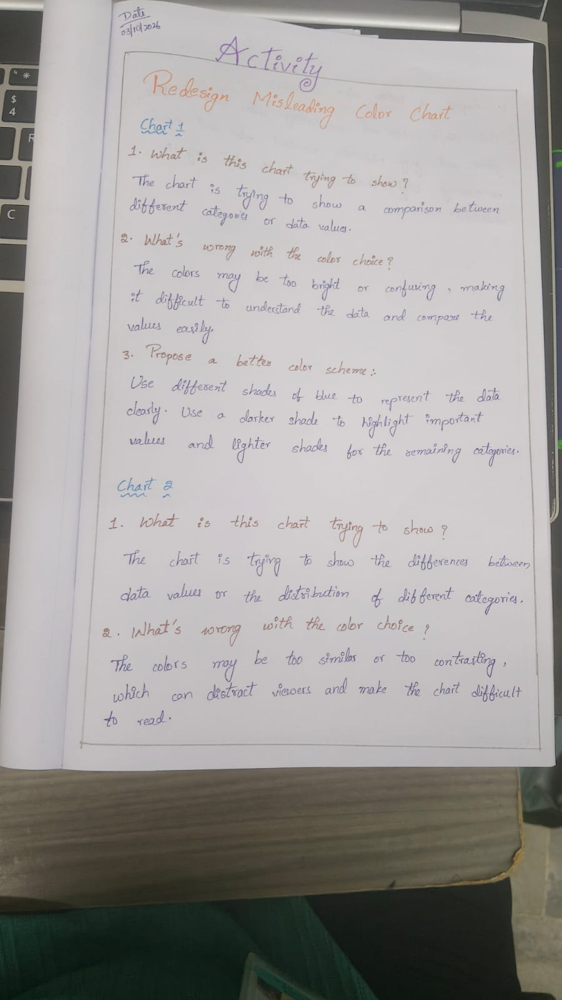 Date
03/10/2026
Activity
Redesign Misleading Color Chart
Chart 1
1. What is this chart trying to show?
The chart is trying to show a comparison between
different categories or data values.
2. What's wrong with the color choice?
The colors may be too bright or confusing, making
it difficult to understand the data and compare the
values easily.
3. Propose a better color scheme:-
Use different shades of blue to represent the data
clearly. Use a darker shade to highlight important
values and lighter shades for the remaining categories.
Chart 2
1. What is this chart trying to show?
The chart is trying to show the differences between
data values or the distribution of different categories.
2. What's wrong with the color choice?
The colors may be too similar or too contrasting,
which can distract viewers and make the chart difficult
to read.
$
4
R
C